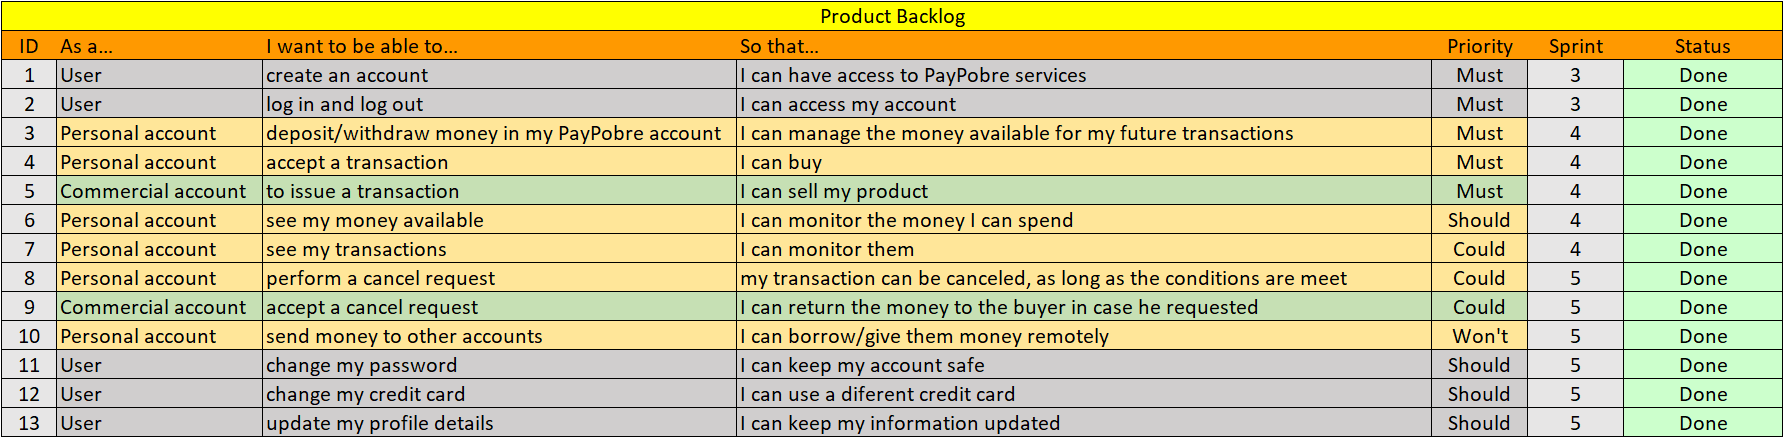 Product Backlog
ID As a... I want to be able to... So that... Priority Sprint Status
1 User create an account I can have access to PayPobre services Must 3 Done
2 User log in and log out I can access my account Must 3 Done
3 Personal account deposit/withdraw money in my PayPobre account I can manage the money available for my future transactions Must 4 Done
4 Personal account accept a transaction I can buy Must 4 Done
5 Commercial account to issue a transaction I can sell my product Must 4 Done
6 Personal account see my money available I can monitor the money I can spend Should 4 Done
7 Personal account see my transactions I can monitor them Could 4 Done
8 Personal account perform a cancel request my transaction can be canceled, as long as the conditions are meet Could 5 Done
9 Commercial account accept a cancel request I can return the money to the buyer in case he requested Could 5 Done
10 Personal account send money to other accounts I can borrow/give them money remotely Won't 5 Done
11 User change my password I can keep my account safe Should 5 Done
12 User change my credit card I can use a diferent credit card Should 5 Done
13 User update my profile details I can keep my information updated Should 5 Done